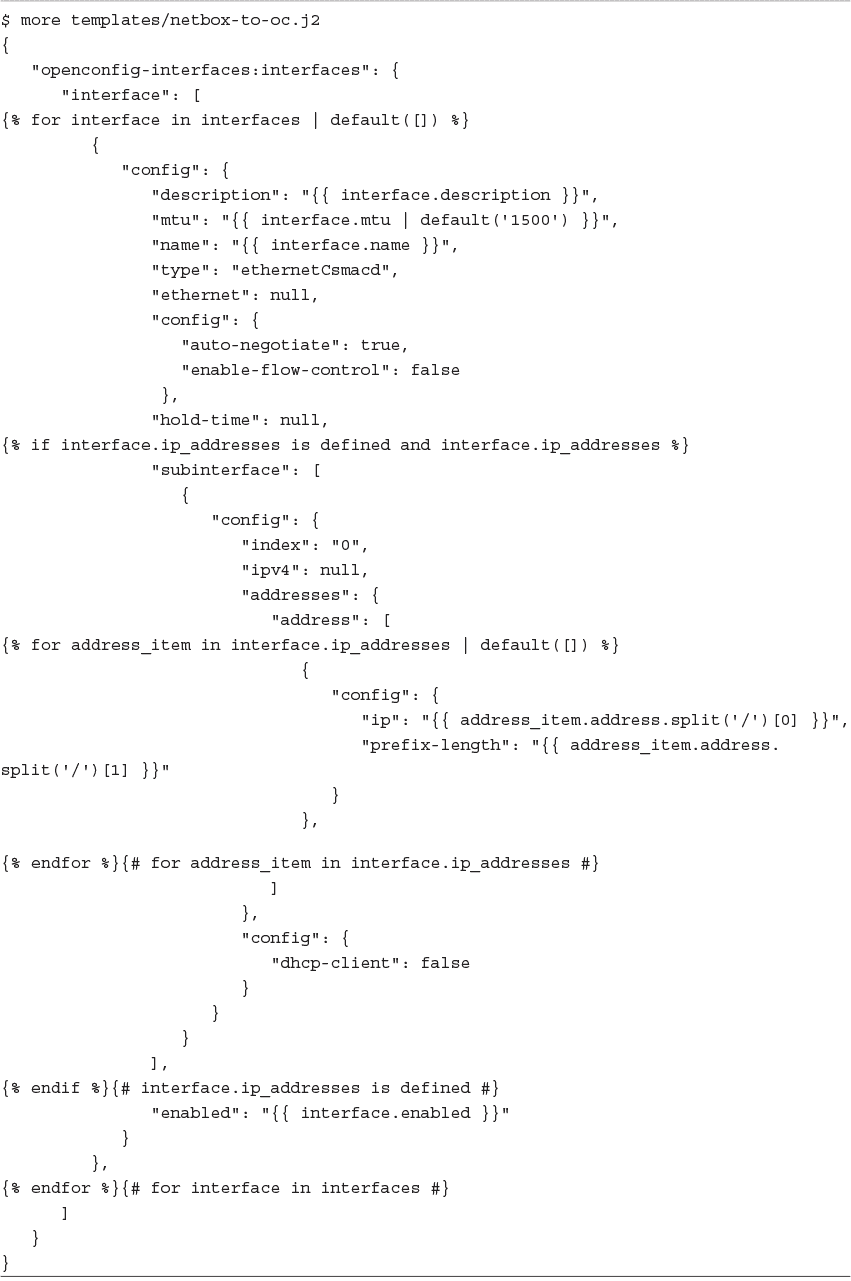 $ more templates/netbox-to-oc.j2
{
   "openconfig-interfaces:interfaces": {
      "interface": [
{% for interface in interfaces | default([]) %}
         {
            "config": {
               "description": "{{ interface.description }}",
               "mtu": "{{ interface.mtu | default('1500') }}",
               "name": "{{ interface.name }}",
               "type": "ethernetCsmacd",
               "ethernet": null,
               "config": {
                  "auto-negotiate": true,
                  "enable-flow-control": false
                },
               "hold-time": null,
{% if interface.ip_addresses is defined and interface.ip_addresses %}
               "subinterface": [
                  {
                     "config": {
                        "index": "0",
                        "ipv4": null,
                        "addresses": {
                           "address": [
{% for address_item in interface.ip_addresses | default([]) %}
                              {
                                 "config": {
                                    "ip": "{{ address_item.address.split('/')[0] }}",
                                    "prefix-length": "{{ address_item.address.
split('/')[1] }}"
                                 }
                              },
{% endfor %}{# for address_item in interface.ip_addresses #}
                           ]
                        },
                        "config": {
                           "dhcp-client": false
                        }
                     }
                  }
               ],
{% endif %}{# interface.ip_addresses is defined #}
               "enabled": "{{ interface.enabled }}"
            }
         },
{% endfor %}{# for interface in interfaces #}
      ]
   }
}